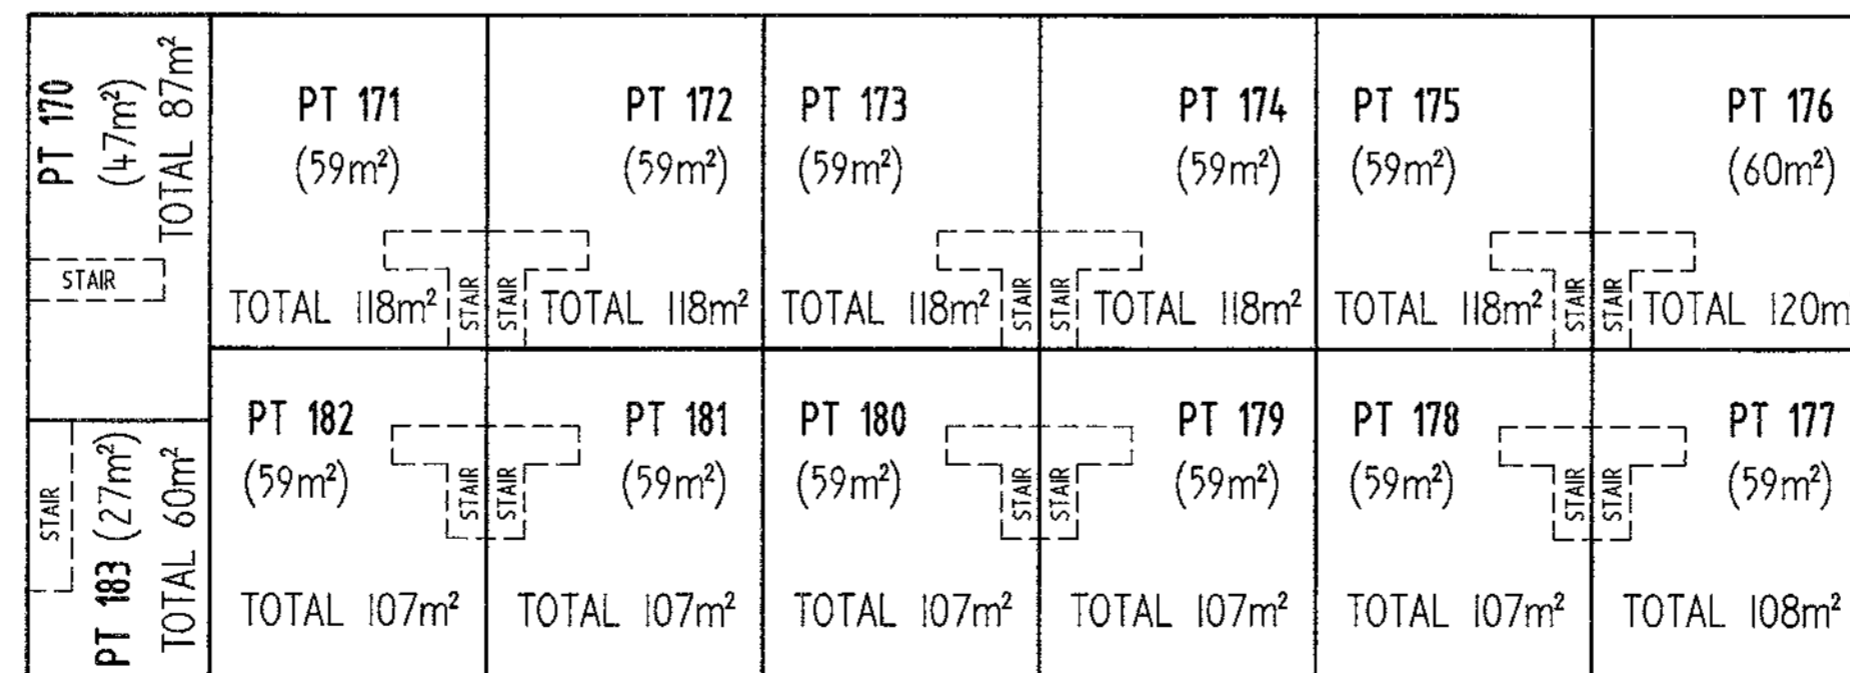 PT 170
(47m²)
TOTAL 87m²
STAIR
PT 171
(59m²)
TOTAL 118m²
STAIR
PT 172
(59m²)
STAIR
TOTAL 118m²
PT 173
(59m²)
TOTAL 118m²
STAIR
PT 174
(59m²)
STAIR
TOTAL 118m²
PT 175
(59m²)
TOTAL 118m²
STAIR
PT 176
(60m²)
STAIR
TOTAL 120m
STAIR
PT 183 (27m²)
TOTAL 60m²
PT 182
(59m²)
STAIR
TOTAL 107m²
PT 181
(59m²)
STAIR
TOTAL 107m²
PT 180
(59m²)
STAIR
TOTAL 107m²
PT 179
(59m²)
STAIR
TOTAL 107m²
PT 178
(59m²)
STAIR
TOTAL 107m²
PT 177
(59m²)
STAIR
TOTAL 108m²